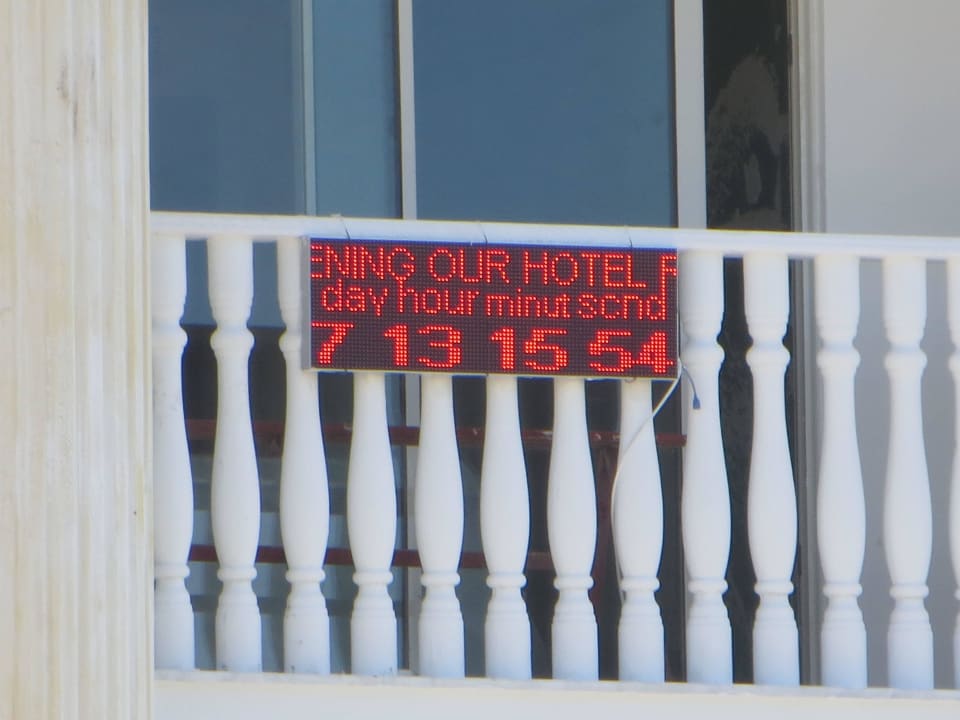 ENING OUR HOTEL F
day hour minut scnd
7 13 15 54